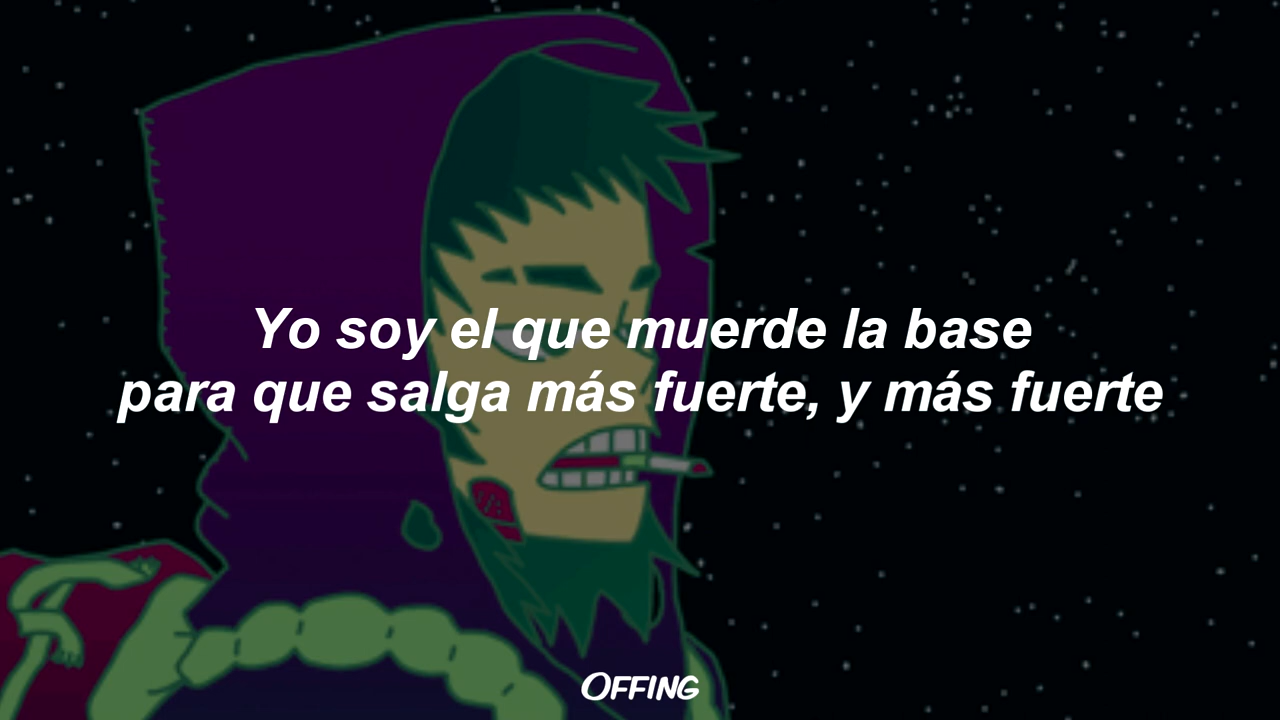 Yo soy el que muerde la base
para que salga más fuerte, y más fuerte
OFFING